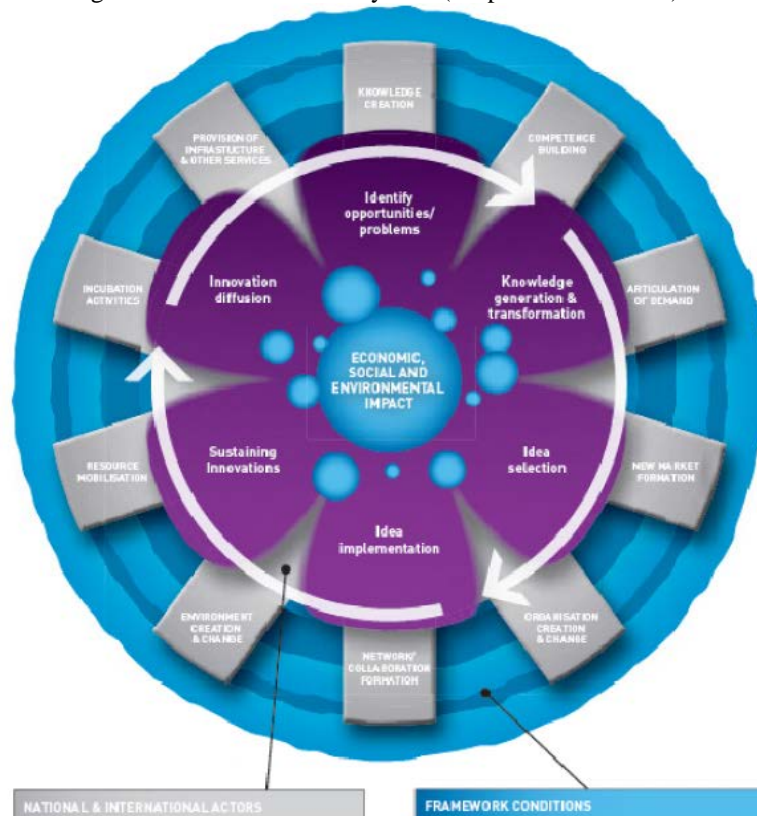 KNOWLEDGE
CREATION
PROVISION OF
INFRASTUCTURE
& OTHER SERVICES
COMPETENCE
BUILDING
Identify
opportunities/
problems
Innovation
diffusion
Knowledge
generation &
transformation
INCUBATION
ACTIVITIES
ARTICULATION
OF DEMAND
ECONOMIC,
SOCIAL AND
ENVIRONMENTAL
IMPACT
Sustaining
Innovations
Idea
selection
RESOURCE
MOBILISATION
NEW MARKET
FORMATION
Idea
implementation
ENVIRONMENT
CREATION
& CHANGE
ORGANISATION
CREATION
& CHANGE
NETWORK/
COLLABORATION
FORMATION
NATIONAL & INTERNATIONAL ACTORS
FRAMEWORK CONDITIONS